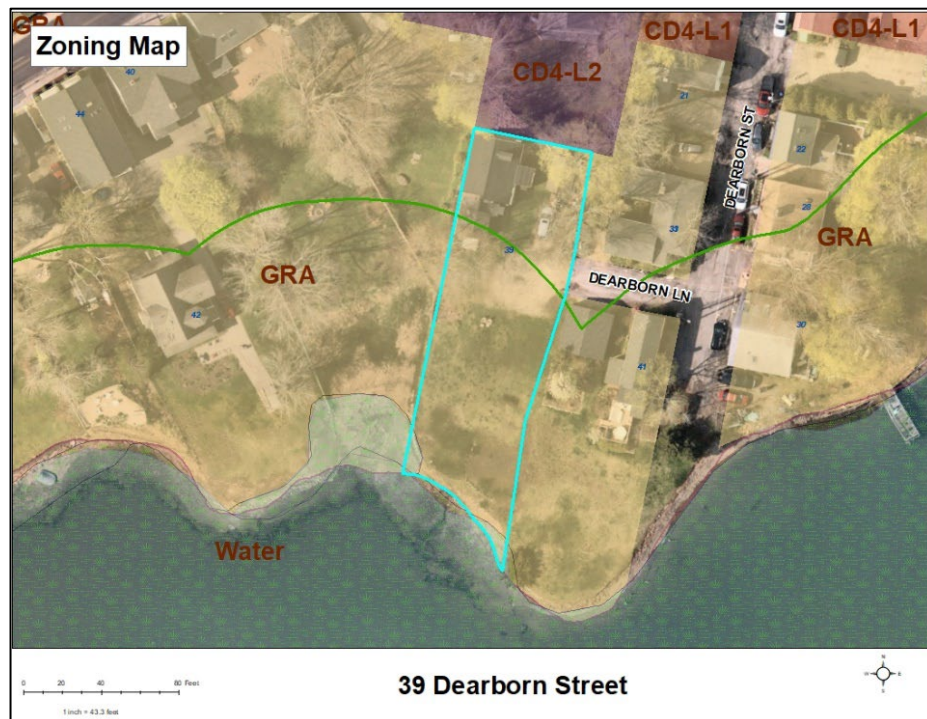 GRA
Zoning Map
CD4-L1
CD4-L1
CD4-L2
40
44
21
22
DEARBORN ST
28
33
39
GRA
GRA
DEARBORN LN
42
30
41
Water
0 20 40 80 Feet
1 inch = 43.3 feet
39 Dearborn Street
N
W E
S